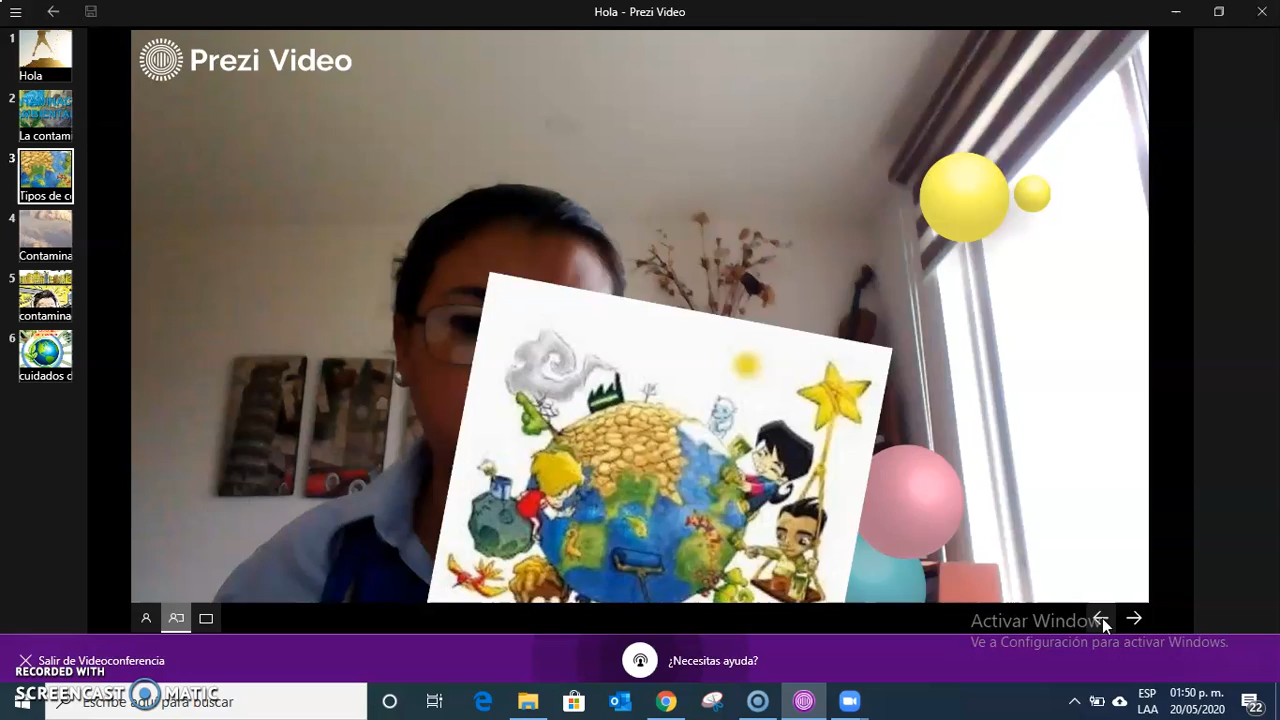 Hola - Prezi Video
Prezi Video
1
Hola
2
La contami
3
Tipos de co
4
Contamina
5
contamina
6
cuidados d
Activar Window
Ve a Configuración para activar Windows.
Salir de Videoconferencia
¿Necesitas ayuda?
RECORDED WITH
SCREENCAST MATIC
Escribe aquí para buscar
ESP
LAA
01:50 p. m.
20/05/2020
22